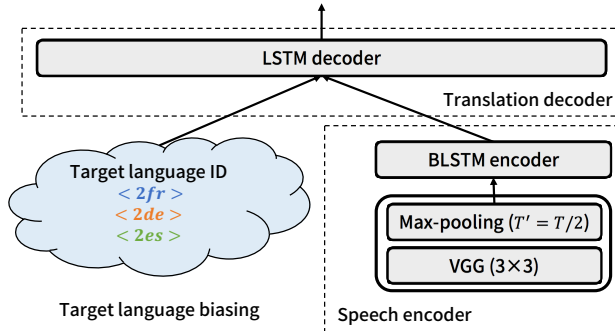 LSTM decoder
Translation decoder
Target language ID
< 2fr >
< 2de >
< 2es >
Target language biasing
BLSTM encoder
Max-pooling (T′ = T/2)
VGG (3×3)
Speech encoder